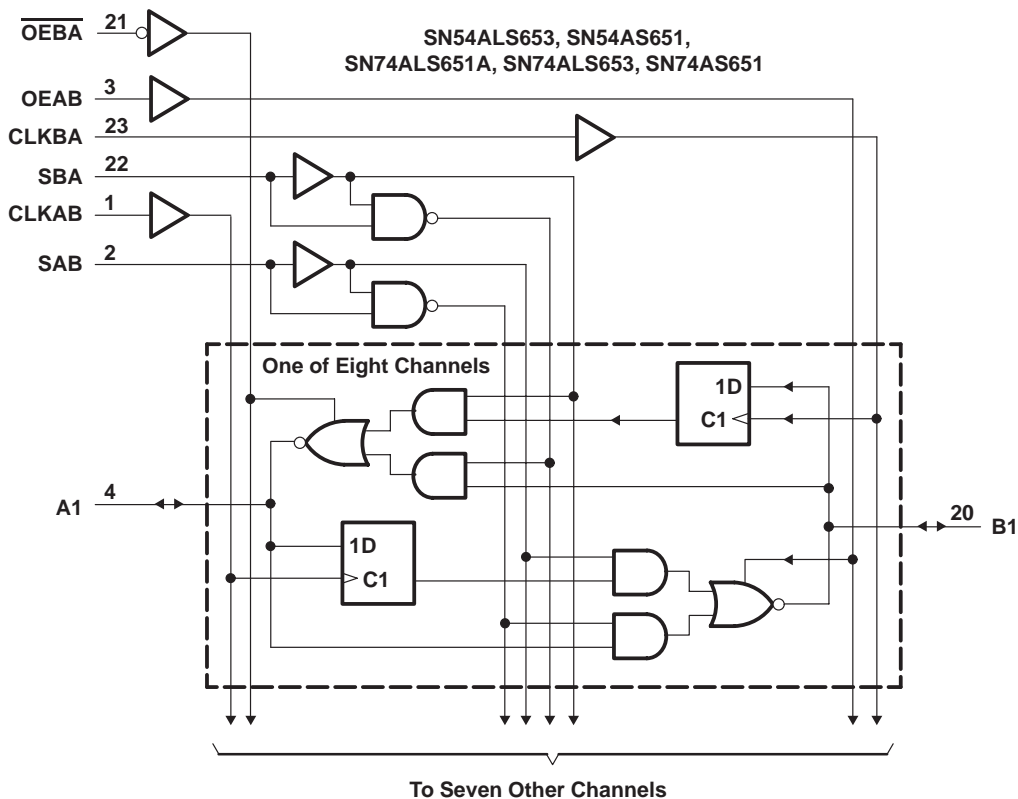 OEBA 21
SN54ALS653, SN54AS651,
SN74ALS651A, SN74ALS653, SN74AS651
OEAB 3
CLKBA 23
SBA 22
CLKAB 1
SAB 2
One of Eight Channels
1D
C1
A1 4
20 B1
1D
C1
To Seven Other Channels